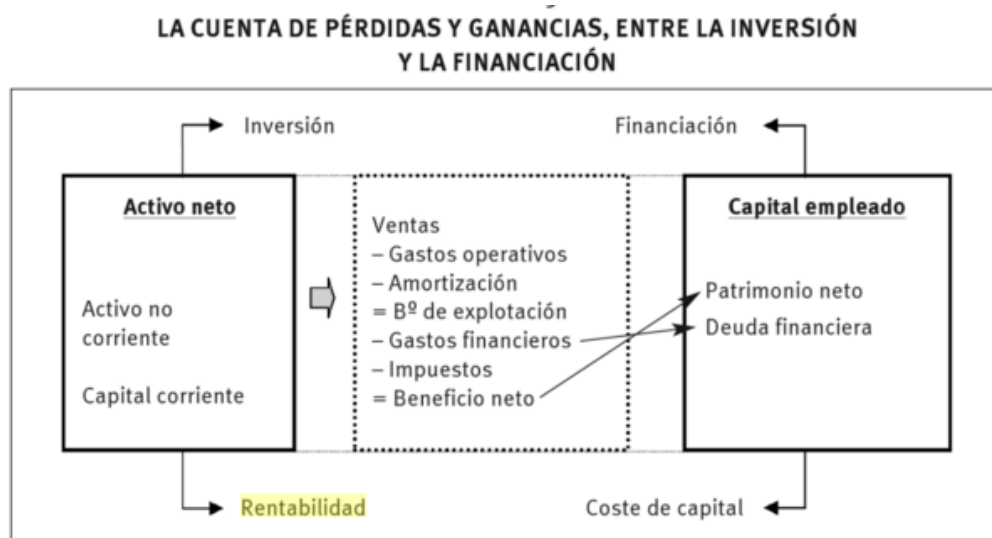 LA CUENTA DE PÉRDIDAS Y GANANCIAS, ENTRE LA INVERSIÓN
Y LA FINANCIACIÓN
Inversión
Financiación
Activo neto
Activo no
corriente
Capital corriente
Ventas
– Gastos operativos
– Amortización
= Bº de explotación
– Gastos financieros
– Impuestos
= Beneficio neto
Capital empleado
Patrimonio neto
Deuda financiera
Rentabilidad
Coste de capital